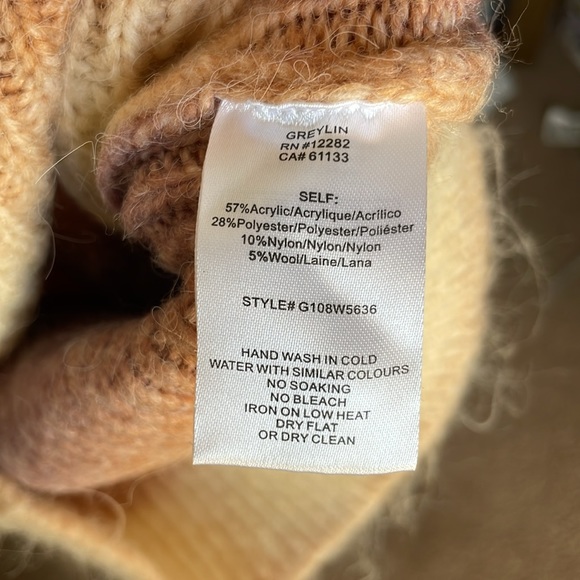 GREYLIN
RN #12282
CA# 61133
SELF:
57%Acrylic/Acrylique/Acrílico
28%Polyester/Polyester/Poliéster
10%Nylon/Nylon/Nylon
5%Wool/Laine/Lana
STYLE# G108W5636
HAND WASH IN COLD
WATER WITH SIMILAR COLOURS
NO SOAKING
NO BLEACH
IRON ON LOW HEAT
DRY FLAT
OR DRY CLEAN